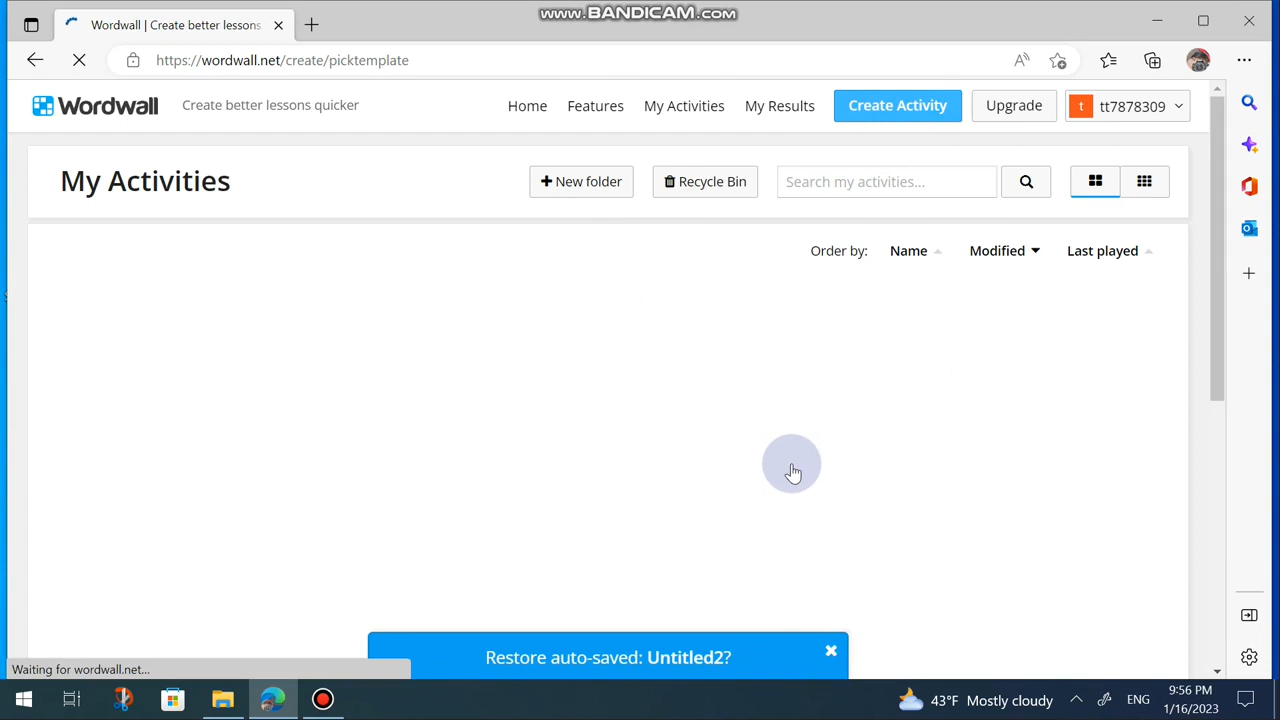 www.BANDICAM.com
Wordwall | Create better lessons
https://wordwall.net/create/picktemplate
Wordwall
Create better lessons quicker
Home
Features
My Activities
My Results
Create Activity
Upgrade
t
tt7878309
My Activities
New folder
Recycle Bin
Search my activities...
Order by:
Name
Modified
Last played
Restore auto-saved: Untitled2?
Waiting for wordwall.net...
43°F Mostly cloudy
ENG
9:56 PM
1/16/2023